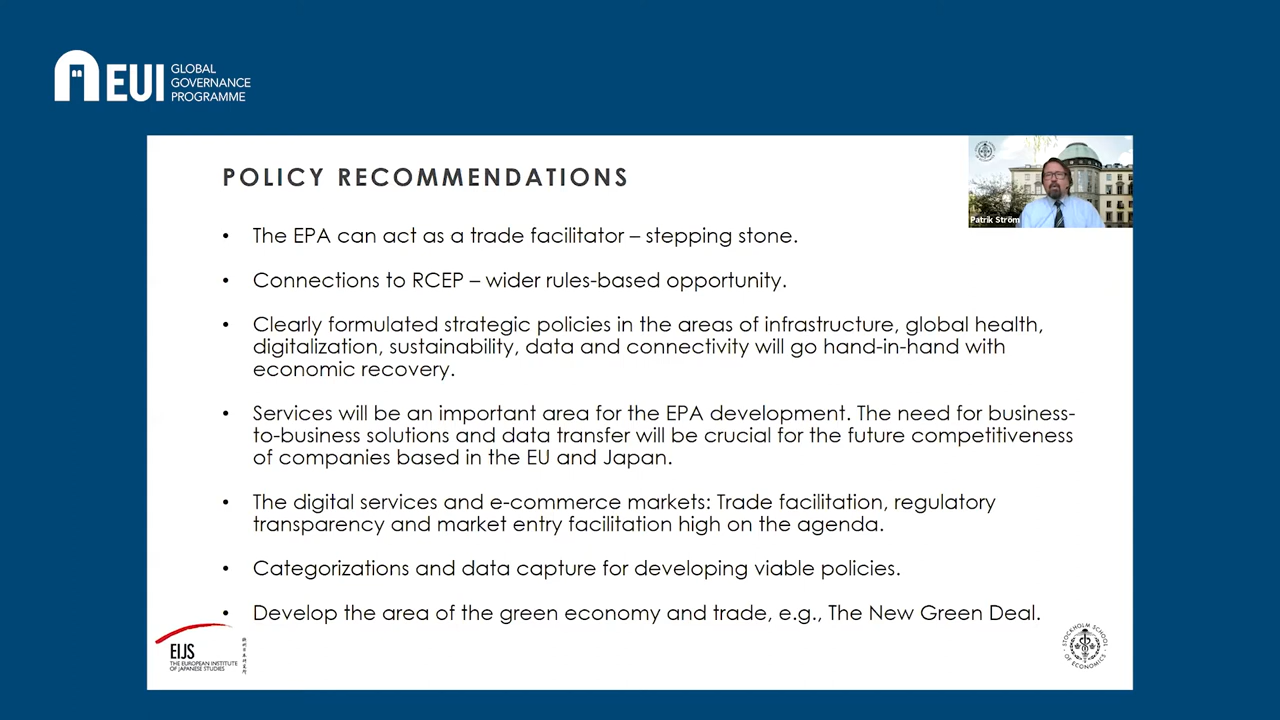 EUI
GLOBAL
GOVERNANCE
PROGRAMME
POLICY RECOMMENDATIONS
Patrik Ström
• The EPA can act as a trade facilitator – stepping stone.
• Connections to RCEP – wider rules-based opportunity.
• Clearly formulated strategic policies in the areas of infrastructure, global health,
digitalization, sustainability, data and connectivity will go hand-in-hand with
economic recovery.
• Services will be an important area for the EPA development. The need for business-
to-business solutions and data transfer will be crucial for the future competitiveness
of companies based in the EU and Japan.
• The digital services and e-commerce markets: Trade facilitation, regulatory
transparency and market entry facilitation high on the agenda.
• Categorizations and data capture for developing viable policies.
• Develop the area of the green economy and trade, e.g., The New Green Deal.
EIJS
THE EUROPEAN INSTITUTE
OF JAPANESE STUDIES
STOCKHOLM SCHOOL
OF ECONOMICS